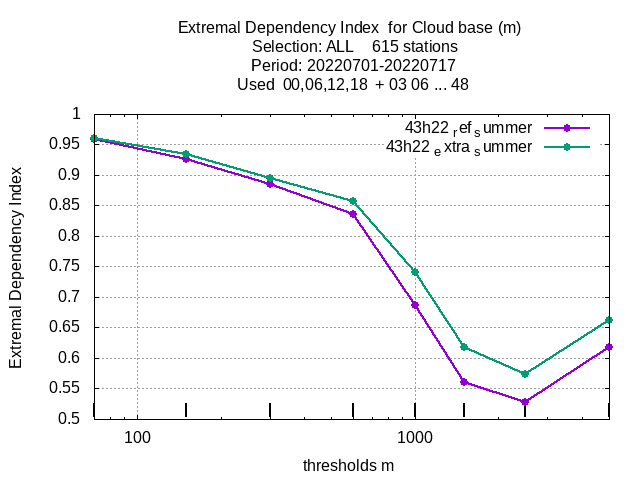 Extremal Dependency Index  for Cloud base (m)
Selection: ALL    615 stations
Period: 20220701-20220717
Used  00,06,12,18  + 03 06 ... 48
43h22 ref summer
43h22 extra summer
Extremal Dependency Index
1
0.95
0.9
0.85
0.8
0.75
0.7
0.65
0.6
0.55
0.5
100
1000
thresholds m